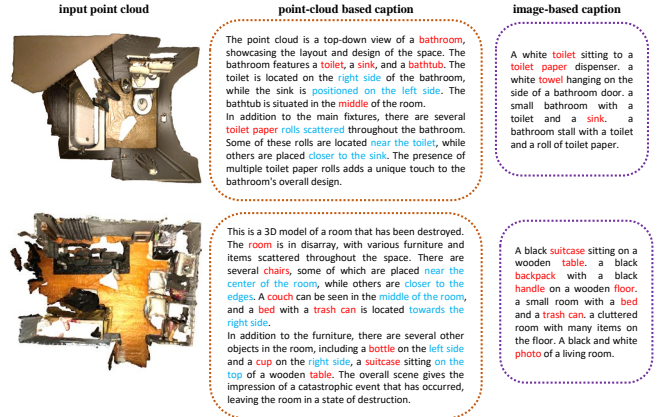 input point cloud
point-cloud based caption
image-based caption
The point cloud is a top-down view of a bathroom,
showcasing the layout and design of the space. The
bathroom features a toilet, a sink, and a bathtub. The
toilet is located on the right side of the bathroom,
while the sink is positioned on the left side. The
bathtub is situated in the middle of the room.
In addition to the main fixtures, there are several
toilet paper rolls scattered throughout the bathroom.
Some of these rolls are located near the toilet, while
others are placed closer to the sink. The presence of
multiple toilet paper rolls adds a unique touch to the
bathroom's overall design.
A white toilet sitting to a
toilet paper dispenser. a
white towel hanging on the
side of a bathroom door. a
small bathroom with a
toilet and a sink. a
bathroom stall with a toilet
and a roll of toilet paper.
This is a 3D model of a room that has been destroyed.
The room is in disarray, with various furniture and
items scattered throughout the space. There are
several chairs, some of which are placed near the
center of the room, while others are closer to the
edges. A couch can be seen in the middle of the room,
and a bed with a trash can is located towards the
right side.
In addition to the furniture, there are several other
objects in the room, including a bottle on the left side
and a cup on the right side, a suitcase sitting on the
top of a wooden table. The overall scene gives the
impression of a catastrophic event that has occurred,
leaving the room in a state of destruction.
A black suitcase sitting on a
wooden table. a black
backpack with a black
handle on a wooden floor.
a small room with a bed
and a trash can. a cluttered
room with many items on
the floor. A black and white
photo of a living room.